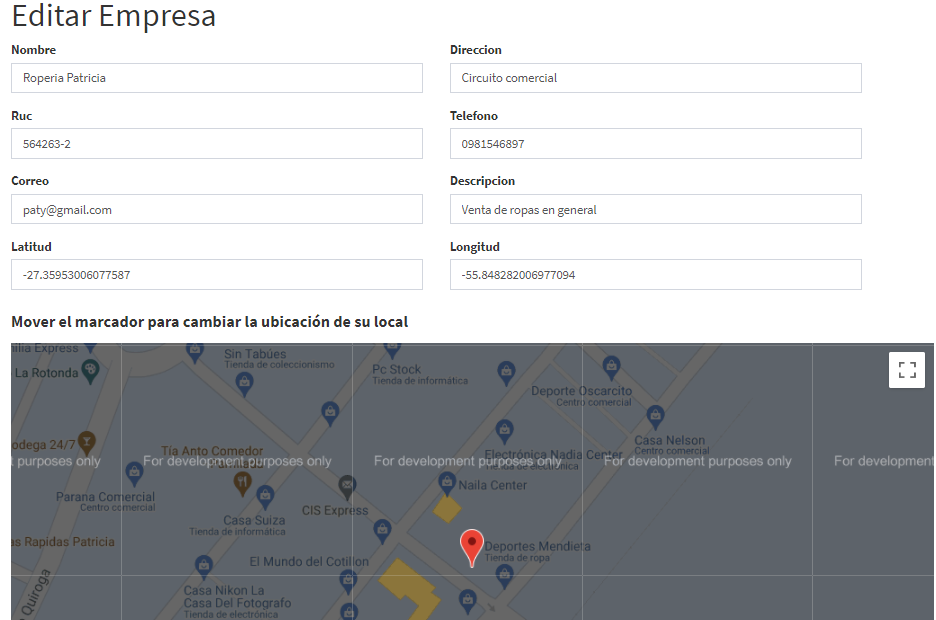 Editar Empresa
Nombre
Direccion
Roperia Patricia
Circuito comercial
Ruc
Telefono
564263-2
0981546897
Correo
Descripcion
paty@gmail.com
Venta de ropas en general
Latitud
Longitud
-27.35953006077587
-55.848282006977094
Mover el marcador para cambiar la ubicación de su local
ilia Express
Sin Tabúes
Tienda de coleccionismo
La Rotonda
Pc Stock
Tienda de informática
Deporte Oscarcito
Centro comercial
Casa Nelson
Centro comercial
odega 24/7
Tía Anto Comedor
Electrónica Nadia Center
Tienda de electrónica
t purposes only
For development purposes only
For development purposes only
For development purposes only
For development
Naila Center
Parana Comercial
Centro comercial
CIS Express
Casa Suiza
Tienda de informática
as Rapidas Patricia
Deportes Mendieta
Tienda de ropa
El Mundo del Cotillon
Casa Nikon La
Casa Del Fotografo
Tienda de electrónica
Quiroga